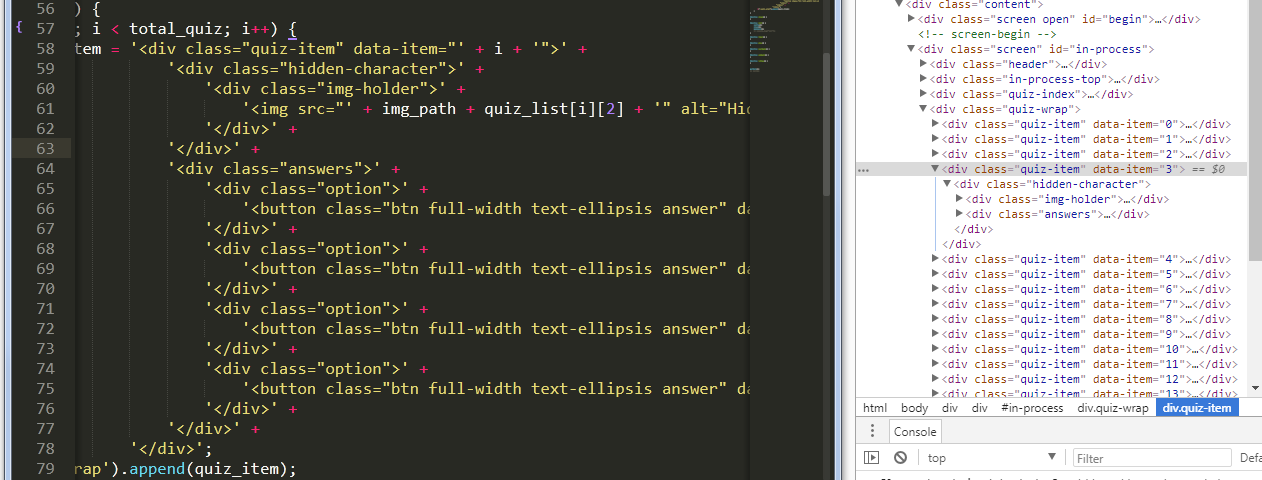 56 ) {
{ 57 ; i < total_quiz; i++) {
58 tem = '<div class="quiz-item" data-item="' + i + '">' +
59 '<div class="hidden-character">' +
60 '<div class="img-holder">' +
61 '<img src="' + img_path + quiz_list[i][2] + '" alt="Hid
62 '</div>' +
63 '</div>' +
64 '<div class="answers">' +
65 '<div class="option">' +
66 '<button class="btn full-width text-ellipsis answer" da
67 '</div>' +
68 '<div class="option">' +
69 '<button class="btn full-width text-ellipsis answer" da
70 '</div>' +
71 '<div class="option">' +
72 '<button class="btn full-width text-ellipsis answer" da
73 '</div>' +
74 '<div class="option">' +
75 '<button class="btn full-width text-ellipsis answer" da
76 '</div>' +
77 '</div>' +
78 '</div>';
79 rap').append(quiz_item);
<div class="content">
<div class="screen open" id="begin">…</div>
<!-- screen-begin -->
<div class="screen" id="in-process">
<div class="header">…</div>
<div class="in-process-top">…</div>
<div class="quiz-index">…</div>
<div class="quiz-wrap">
<div class="quiz-item" data-item="0">…</div>
<div class="quiz-item" data-item="1">…</div>
<div class="quiz-item" data-item="2">…</div>
… <div class="quiz-item" data-item="3"> == $0
<div class="hidden-character">
<div class="img-holder">…</div>
<div class="answers">…</div>
</div>
</div>
<div class="quiz-item" data-item="4">…</div>
<div class="quiz-item" data-item="5">…</div>
<div class="quiz-item" data-item="6">…</div>
<div class="quiz-item" data-item="7">…</div>
<div class="quiz-item" data-item="8">…</div>
<div class="quiz-item" data-item="9">…</div>
<div class="quiz-item" data-item="10">…</div>
<div class="quiz-item" data-item="11">…</div>
<div class="quiz-item" data-item="12">…</div>
<div class="quiz-item" data-item="13">…</div>
html body div div #in-process div.quiz-wrap div.quiz-item
Console
top Filter Defa